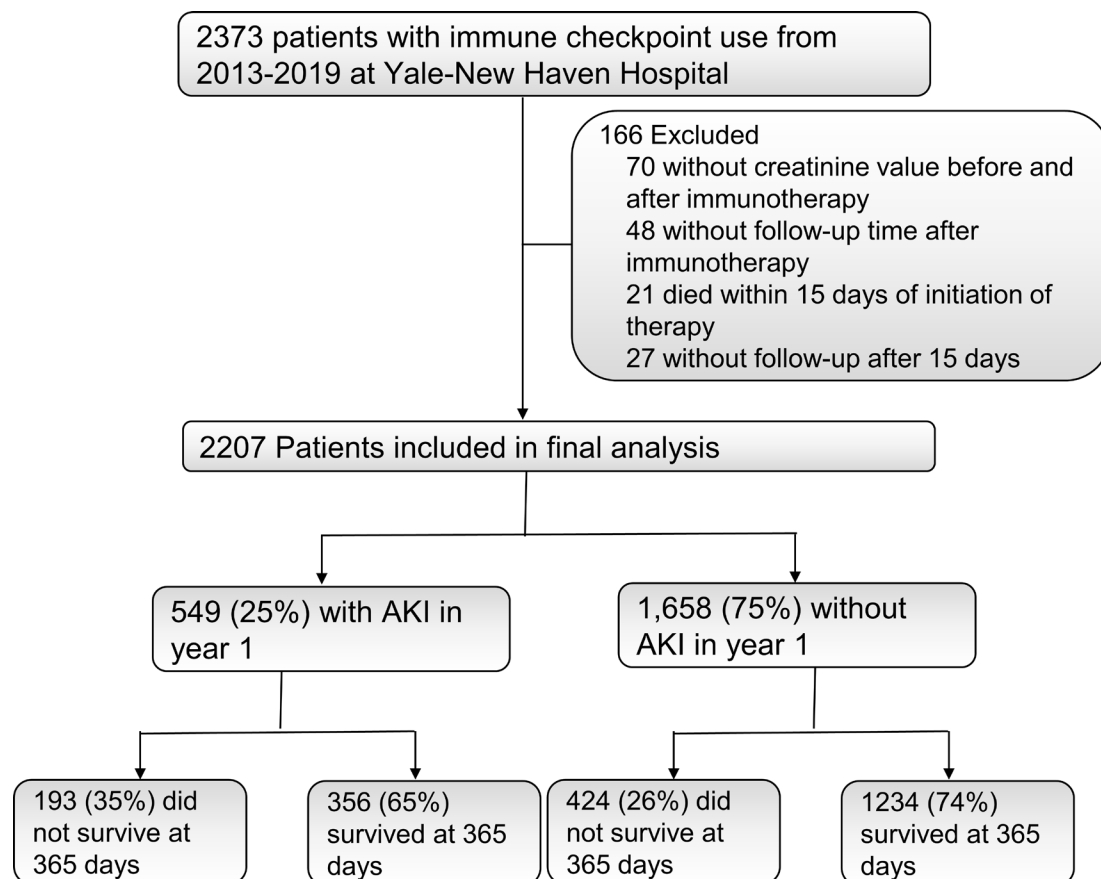 2373 patients with immune checkpoint use from
2013-2019 at Yale-New Haven Hospital
166 Excluded
70 without creatinine value before and
after immunotherapy
48 without follow-up time after
immunotherapy
21 died within 15 days of initiation of
therapy
27 without follow-up after 15 days
2207 Patients included in final analysis
549 (25%) with AKI in
year 1
1,658 (75%) without
AKI in year 1
193 (35%) did
not survive at
365 days
356 (65%)
survived at 365
days
424 (26%) did
not survive at
365 days
1234 (74%)
survived at 365
days